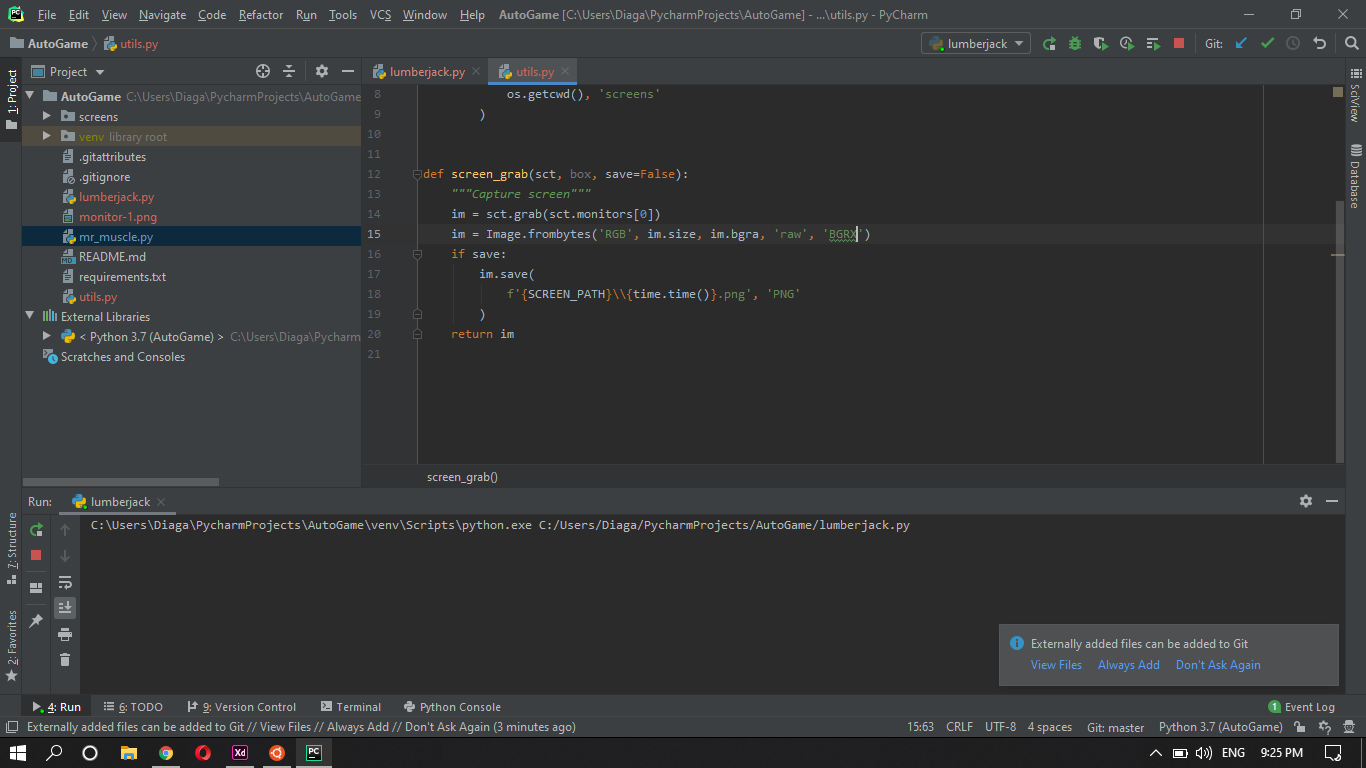 PC File Edit View Navigate Code Refactor Run Tools VCS Window Help AutoGame [C:\Users\Diaga\PycharmProjects\AutoGame] - ...\utils.py - PyCharm
AutoGame utils.py lumberjack Git:
1: Project
Project
lumberjack.py utils.py
AutoGame C:\Users\Diaga\PycharmProjects\AutoGame
screens
venv library root
.gitattributes
.gitignore
lumberjack.py
monitor-1.png
mr_muscle.py
README.md
requirements.txt
utils.py
External Libraries
< Python 3.7 (AutoGame) > C:\Users\Diaga\Pycharm
Scratches and Consoles
8 os.getcwd(), 'screens'
9 )
10
11
12 def screen_grab(sct, box, save=False):
13 """Capture screen"""
14 im = sct.grab(sct.monitors[0])
15 im = Image.frombytes('RGB', im.size, im.bgra, 'raw', 'BGRX')
16 if save:
17 im.save(
18 f'{SCREEN_PATH}\\{time.time()}.png', 'PNG'
19 )
20 return im
21
screen_grab()
SciView
Database
Run: lumberjack
C:\Users\Diaga\PycharmProjects\AutoGame\venv\Scripts\python.exe C:/Users/Diaga/PycharmProjects/AutoGame/lumberjack.py
7: Structure
2: Favorites
Externally added files can be added to Git
View Files Always Add Don't Ask Again
4: Run 6: TODO 9: Version Control Terminal Python Console 1 Event Log
Externally added files can be added to Git // View Files // Always Add // Don't Ask Again (3 minutes ago) 15:63 CRLF UTF-8 4 spaces Git: master Python 3.7 (AutoGame)
Xd PC ENG 9:25 PM